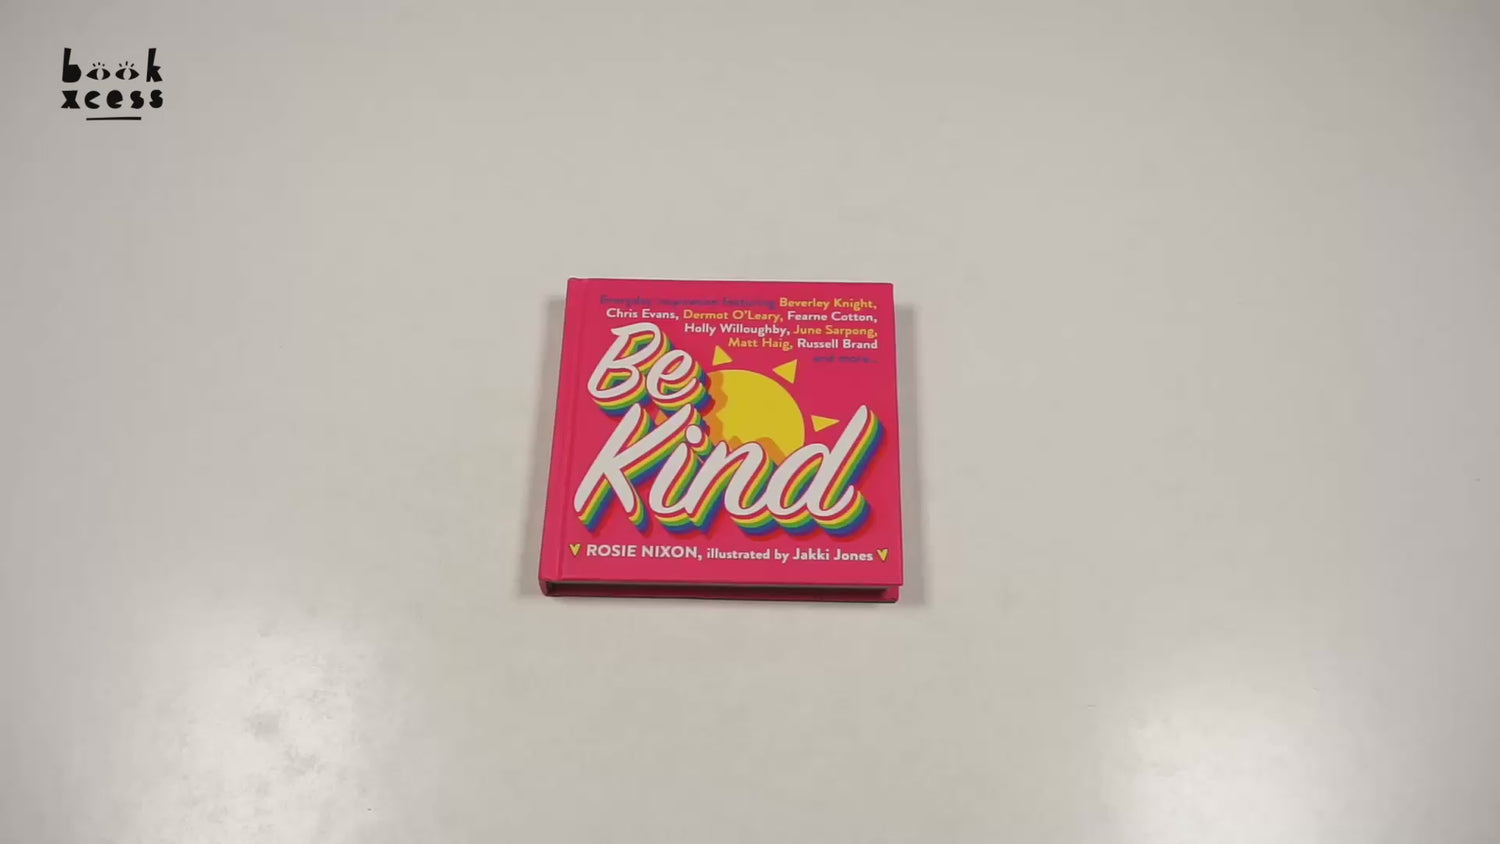 book
xcess
Everyday inspiration featuring Beverley Knight,
Chris Evans, Dermot O'Leary, Fearne Cotton,
Holly Willoughby, June Sarpong,
Matt Haig, Russell Brand
and more...
Be
Kind
ROSIE NIXON, illustrated by Jakki Jones